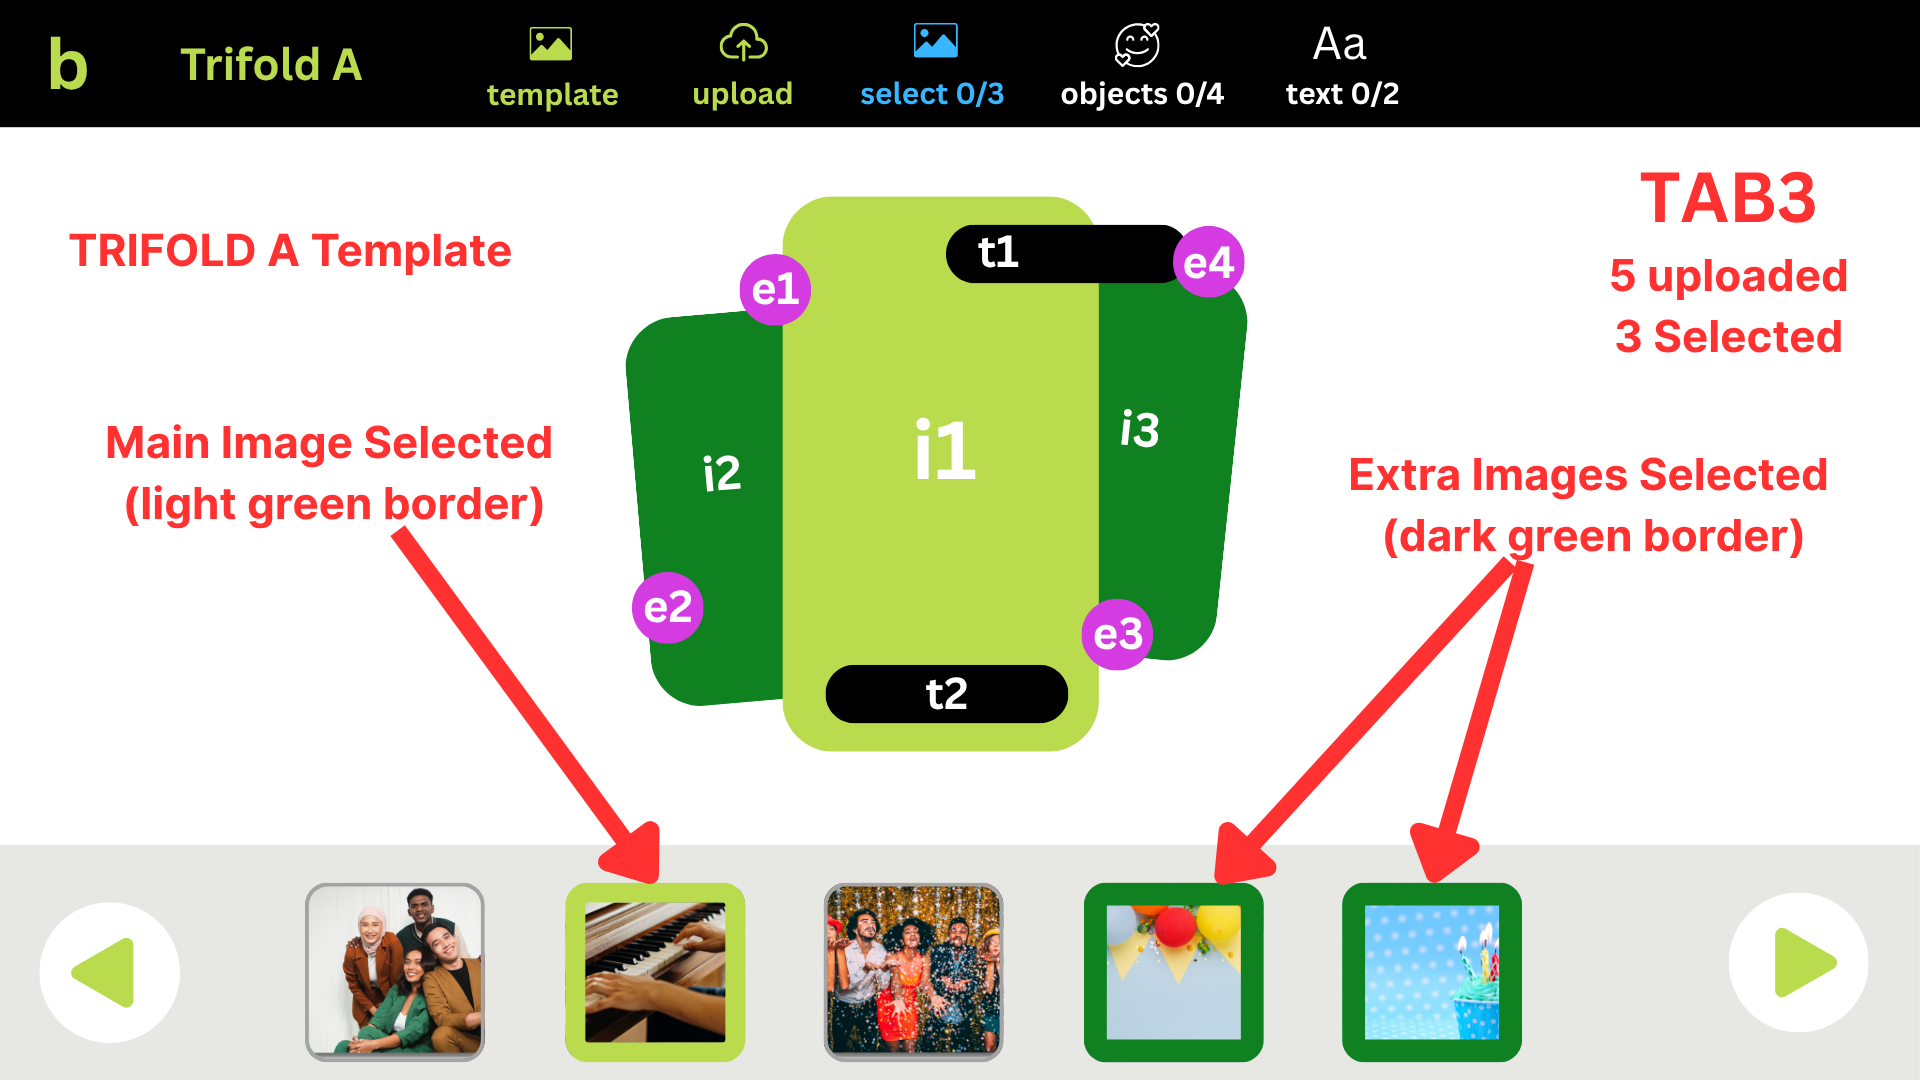 b
Trifold A
template
upload
select 0/3
objects 0/4
Aa
text 0/2
TRIFOLD A Template
TAB3
5 uploaded
3 Selected
Main Image Selected
(light green border)
Extra Images Selected
(dark green border)
t1
e4
e1
i1
i2
i3
e2
e3
t2